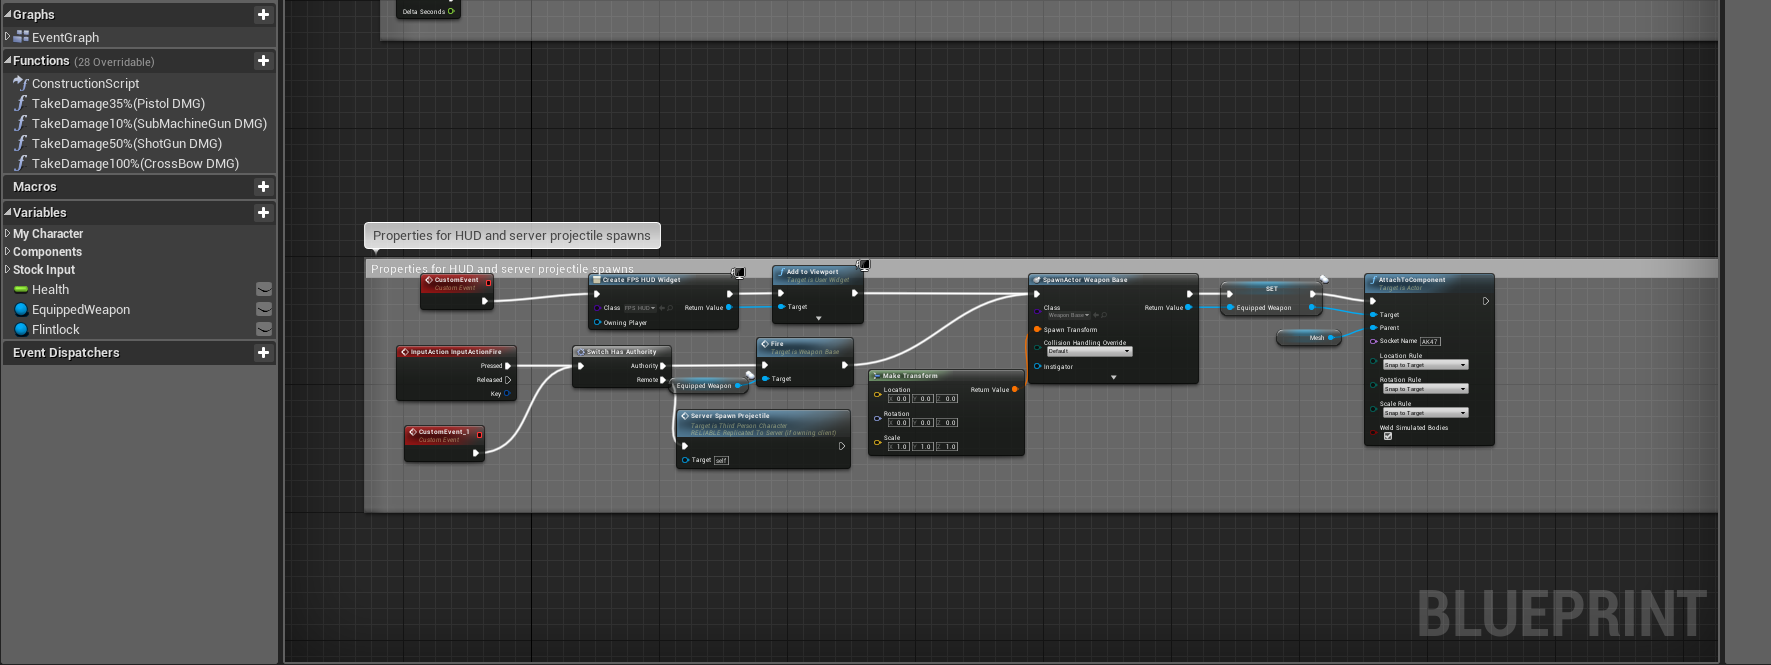 Graphs
EventGraph
Functions (28 Overridable)
ConstructionScript
TakeDamage35%(Pistol DMG)
TakeDamage10%(SubMachineGun DMG)
TakeDamage50%(ShotGun DMG)
TakeDamage100%(CrossBow DMG)
Macros
Variables
My Character
Components
Stock Input
Health
EquippedWeapon
Flintlock
Event Dispatchers
Delta Seconds
Properties for HUD and server projectile spawns
Properties for HUD and server projectile spawns
CustomEvent
Custom Event
Create FPS HUD Widget
Class FPS HUD
Return Value
Owning Player
Add to Viewport
Target is User Widget
Target
InputAction InputActionFire
Pressed
Released
Key
CustomEvent_1
Custom Event
Switch Has Authority
Authority
Remote
Equipped Weapon
Fire
Target is Weapon Base
Target
Server Spawn Projectile
Target is Third Person Character
RELIABLE Replicated To Server (if owning client)
Target self
Make Transform
Location
Return Value
X 0.0 Y 0.0 Z 0.0
Rotation
X 0.0 Y 0.0 Z 0.0
Scale
X 1.0 Y 1.0 Z 1.0
SpawnActor Weapon Base
Class
Return Value
Weapon Base
Spawn Transform
Collision Handling Override
Default
Instigator
SET
Equipped Weapon
Mesh
AttachToComponent
Target is Actor
Target
Parent
Socket Name AK47
Location Rule
Snap to Target
Rotation Rule
Snap to Target
Scale Rule
Snap to Target
Weld Simulated Bodies
BLUEPRINT